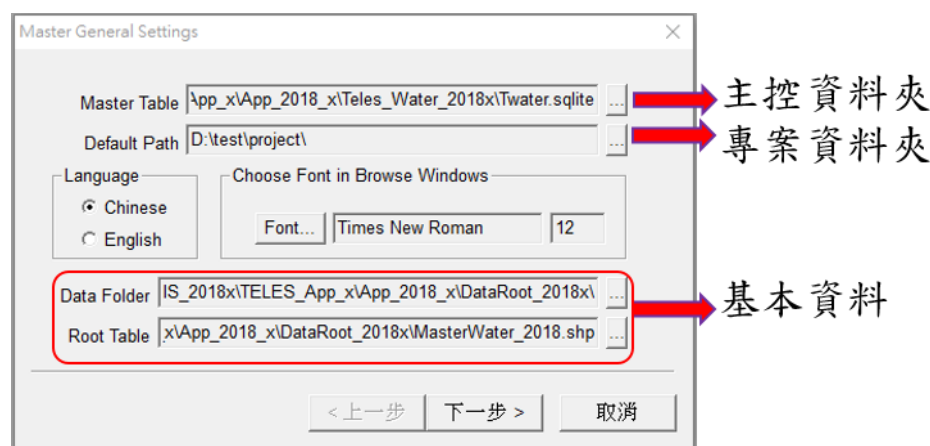 Master General Settings
Master Table \pp_x\App_2018_x\Teles_Water_2018x\Twater.sqlite ... 主控資料夾
Default Path D:\test\project\ ... 專案資料夾
Language Choose Font in Browse Windows
Chinese
Font... Times New Roman 12
English
Data Folder IS_2018x\TELES_App_x\App_2018_x\DataRoot_2018x\ ... 基本資料
Root Table x\App_2018_x\DataRoot_2018x\MasterWater_2018.shp ...
<上一步 下一步 > 取消